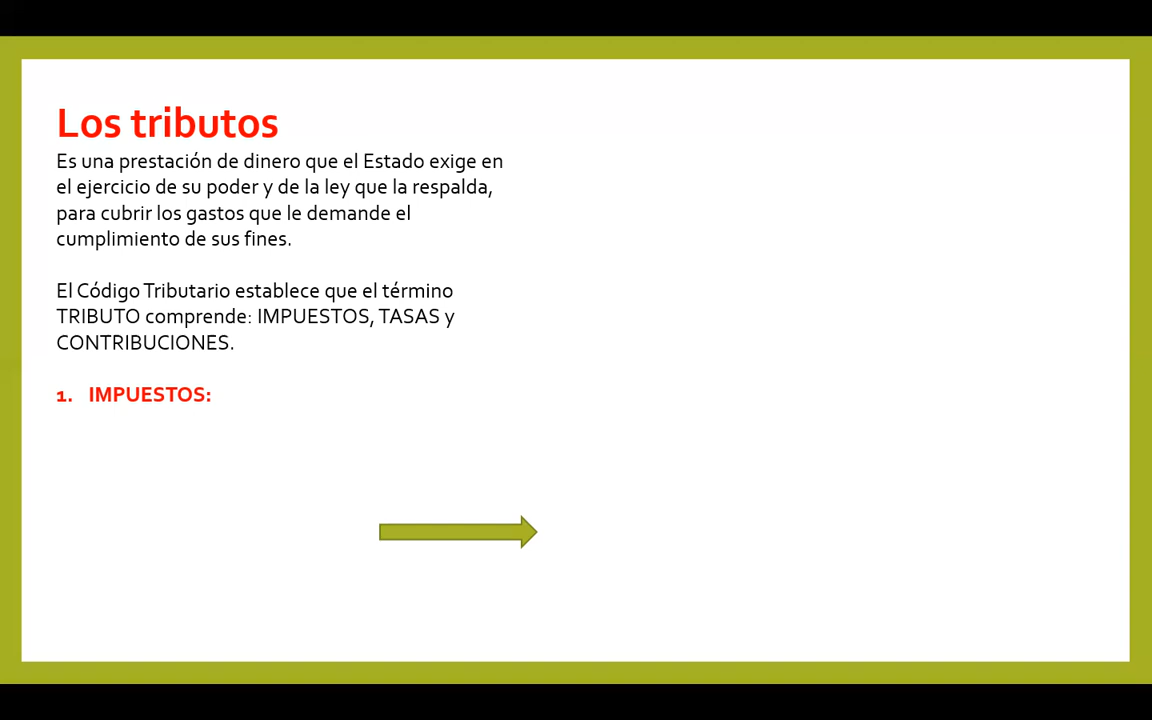 Los tributos
Es una prestación de dinero que el Estado exige en
el ejercicio de su poder y de la ley que la respalda,
para cubrir los gastos que le demande el
cumplimiento de sus fines.
El Código Tributario establece que el término
TRIBUTO comprende: IMPUESTOS, TASAS y
CONTRIBUCIONES.
1. IMPUESTOS: